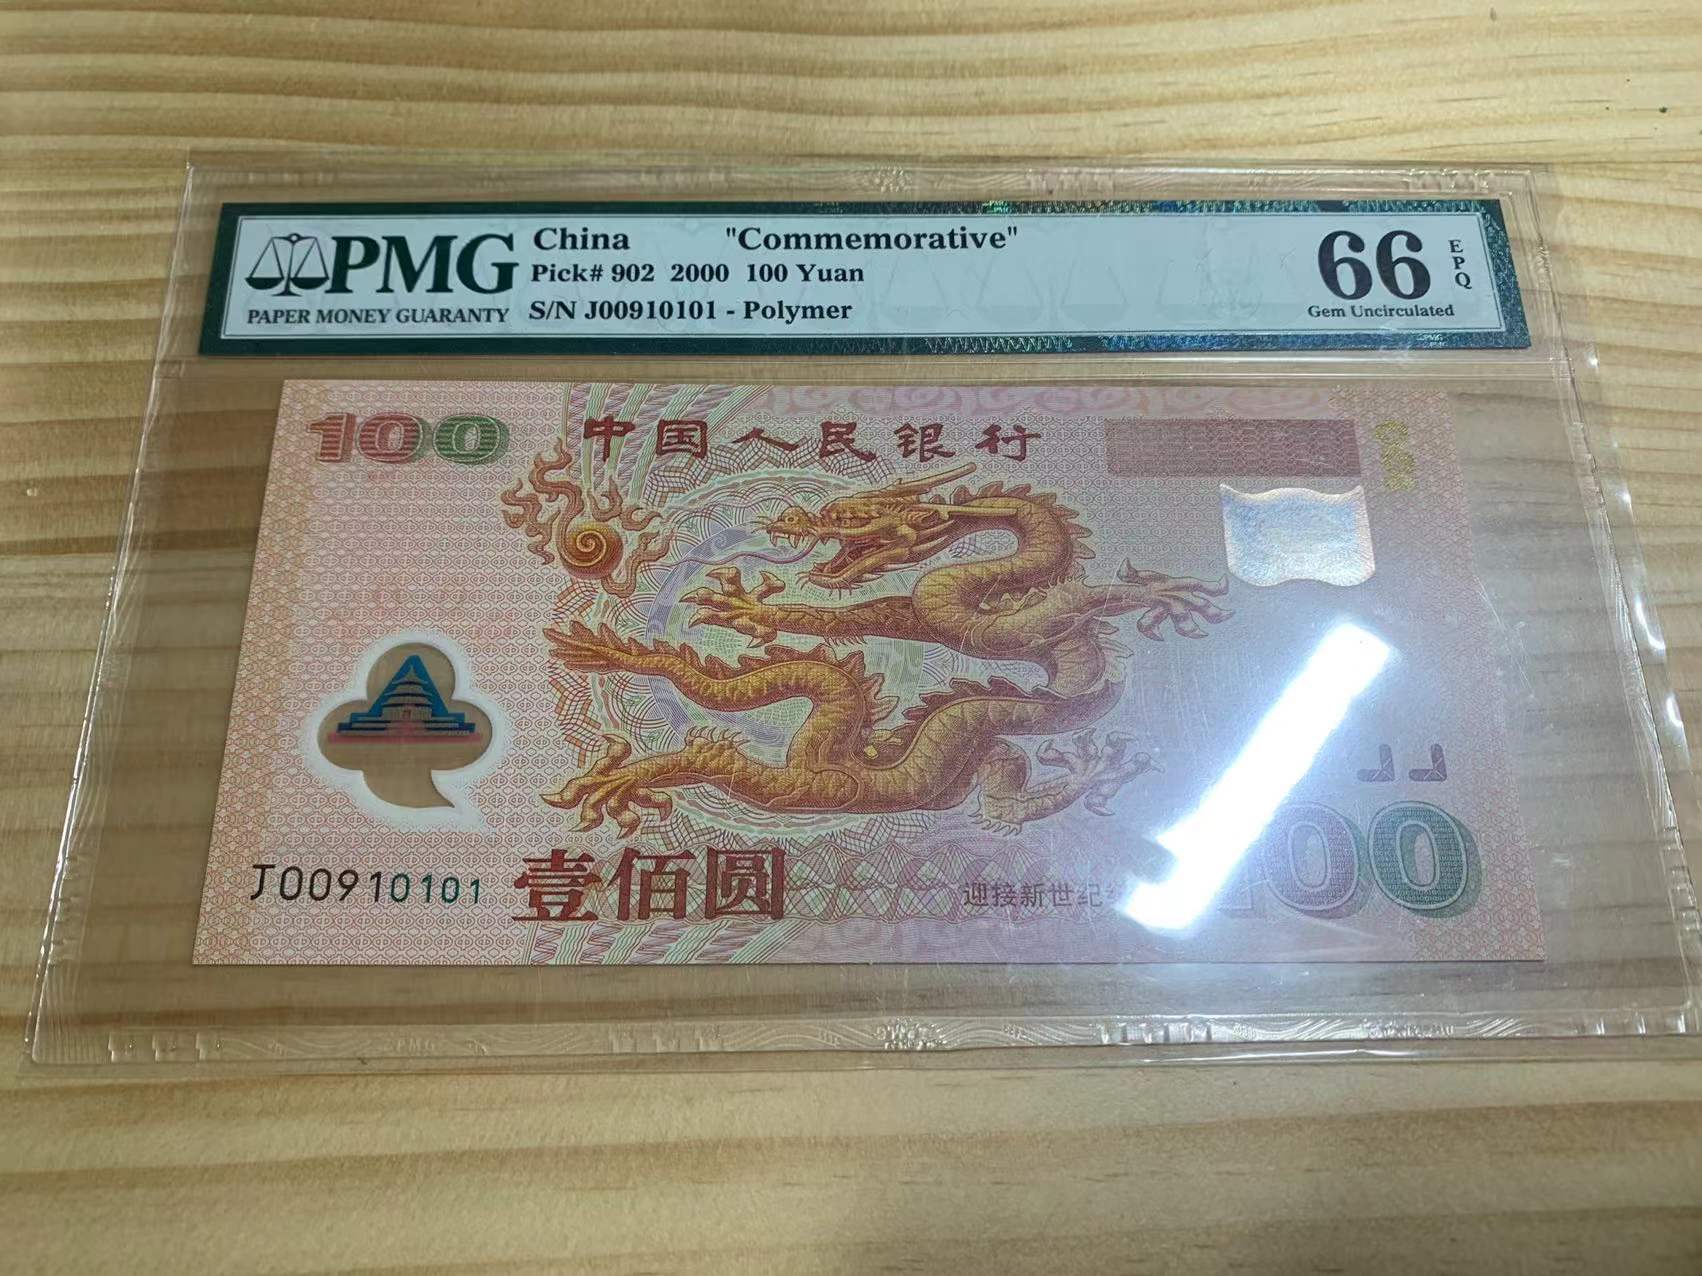 PMG
PAPER MONEY GUARANTY
China "Commemorative"
Pick# 902 2000 100 Yuan
S/N J00910101 - Polymer
66
EPQ
Gem Uncirculated
100
中国人民银行
J00910101
壹佰圆
迎接新世纪